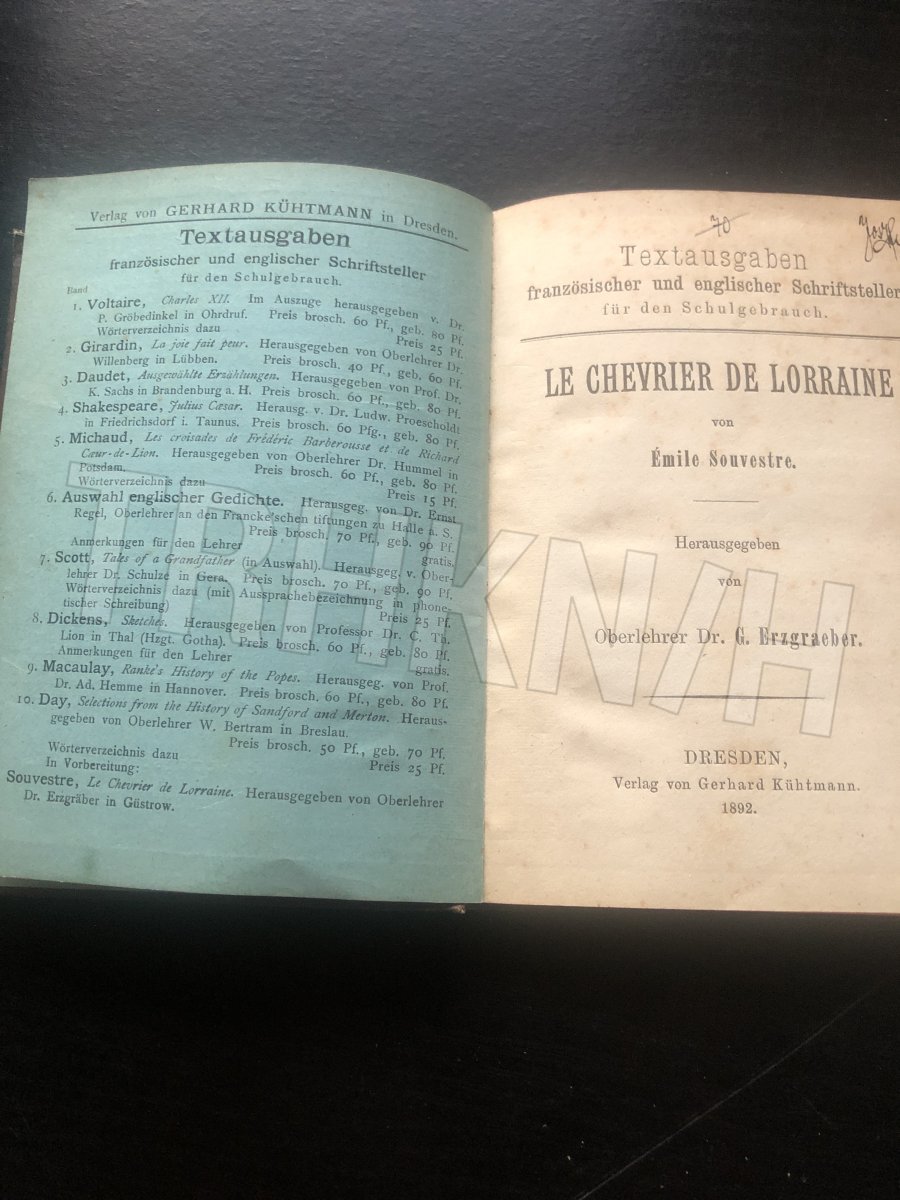 Verlag von GERHARD KÜHTMANN in Dresden.
Textausgaben
französischer und englischer Schriftsteller
für den Schulgebrauch.
Band
1. Voltaire, Charles XII. Im Auszuge herausgegeben v. Dr.
P. Gröbedinkel in Ohrdruf. Preis brosch. 60 Pf., geb. 80 Pf.
Wörterverzeichnis dazu Preis 25 Pf.
2. Girardin, La joie fait peur. Herausgegeben von Oberlehrer Dr.
Willenberg in Lübben. Preis brosch. 40 Pf., geb. 60 Pf.
3. Daudet, Ausgewählte Erzählungen. Herausgegeben von Prof. Dr.
K. Sachs in Brandenburg a. H. Preis brosch. 60 Pf., geb. 80 Pf.
4. Shakespeare, Julius Cæsar. Herausg. v. Dr. Ludw. Proescholdt
in Friedrichsdorf i. Taunus. Preis brosch. 60 Pfg., geb. 80 Pf.
5. Michaud, Les croisades de Frédéric Barberousse et de Richard
Cœur-de-Lion. Herausgegeben von Oberlehrer Dr. Hummel in
Potsdam. Preis brosch. 60 Pf., geb. 80 Pf.
Wörterverzeichnis dazu Preis 15 Pf.
6. Auswahl englischer Gedichte. Herausgeg. von Dr. Ernst
Regel, Oberlehrer an den Francke'schen tiftungen zu Halle a. S.
Preis brosch. 70 Pf., geb. 90 Pf.
Anmerkungen für den Lehrer gratis.
7. Scott, Tales of a Grandfather (in Auswahl). Herausgeg. v. Ober-
lehrer Dr. Schulze in Gera. Preis brosch. 70 Pf., geb. 90 Pf.
Wörterverzeichnis dazu (mit Aussprachebezeichnung in phone-
tischer Schreibung) Preis 25 Pf.
8. Dickens, Sketches. Herausgegeben von Professor Dr. C. Th.
Lion in Thal (Hzgt. Gotha). Preis brosch. 60 Pf., geb. 80 Pf.
Anmerkungen für den Lehrer gratis.
9. Macaulay, Ranke's History of the Popes. Herausgeg. von Prof.
Dr. Ad. Hemme in Hannover. Preis brosch. 60 Pf., geb. 80 Pf.
10. Day, Selections from the History of Sandford and Merton. Heraus-
gegeben von Oberlehrer W. Bertram in Breslau.
Preis brosch. 50 Pf., geb. 70 Pf.
Wörterverzeichnis dazu Preis 25 Pf.
In Vorbereitung:
Souvestre, Le Chevrier de Lorraine. Herausgegeben von Oberlehrer
Dr. Erzgräber in Güstrow.
70
Textausgaben
französischer und englischer Schriftsteller
für den Schulgebrauch.
LE CHEVRIER DE LORRAINE
von
Émile Souvestre.
Herausgegeben
von
Oberlehrer Dr. G. Erzgraeber.
DRESDEN,
Verlag von Gerhard Kühtmann.
1892.